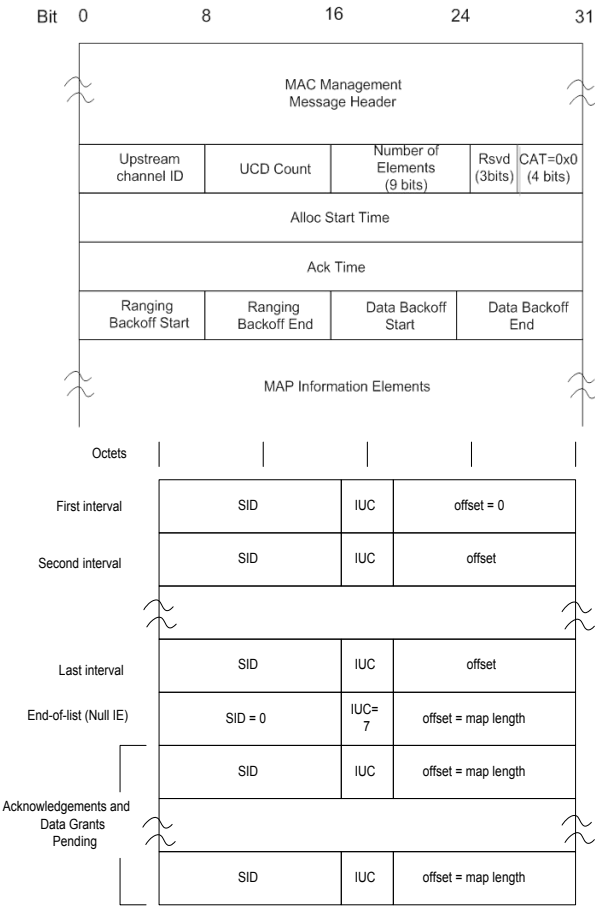 Bit 0 8 16 24 31
MAC Management
Message Header
Upstream
channel ID
UCD Count
Number of
Elements
(9 bits)
Rsvd
(3bits)
CAT=0x0
(4 bits)
Alloc Start Time
Ack Time
Ranging
Backoff Start
Ranging
Backoff End
Data Backoff
Start
Data Backoff
End
MAP Information Elements
Octets
First interval SID IUC offset = 0
Second interval SID IUC offset
Last interval SID IUC offset
End-of-list (Null IE) SID = 0
IUC=
7
offset = map length
SID IUC offset = map length
Acknowledgements and
Data Grants
Pending
SID IUC offset = map length